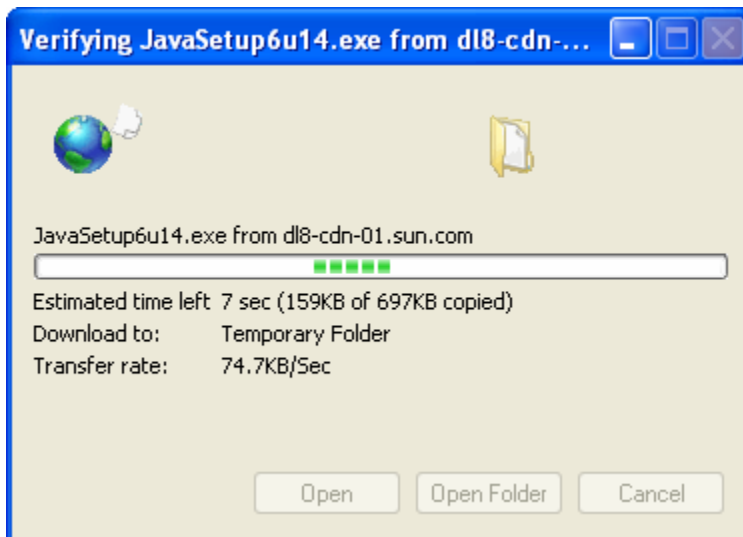 Verifying JavaSetup6u14.exe from dl8-cdn-...
JavaSetup6u14.exe from dl8-cdn-01.sun.com
Estimated time left 7 sec (159KB of 697KB copied)
Download to: Temporary Folder
Transfer rate: 74.7KB/Sec
Open Open Folder Cancel